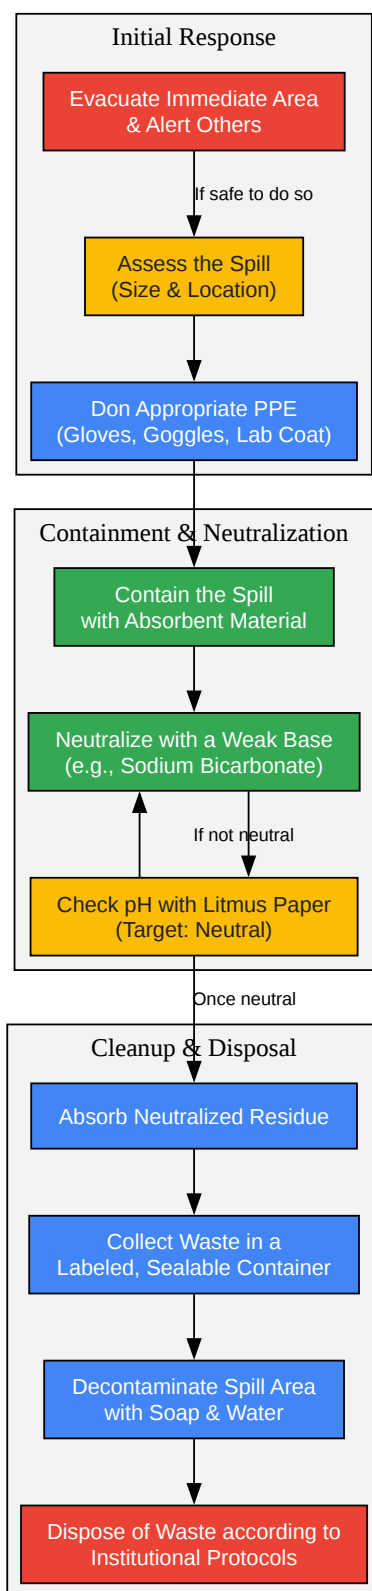 Initial Response
Evacuate Immediate Area
& Alert Others
If safe to do so
Assess the Spill
(Size & Location)
Don Appropriate PPE
(Gloves, Goggles, Lab Coat)
Containment & Neutralization
Contain the Spill
with Absorbent Material
Neutralize with a Weak Base
(e.g., Sodium Bicarbonate)
If not neutral
Check pH with Litmus Paper
(Target: Neutral)
Once neutral
Cleanup & Disposal
Absorb Neutralized Residue
Collect Waste in a
Labeled, Sealable Container
Decontaminate Spill Area
with Soap & Water
Dispose of Waste according to
Institutional Protocols